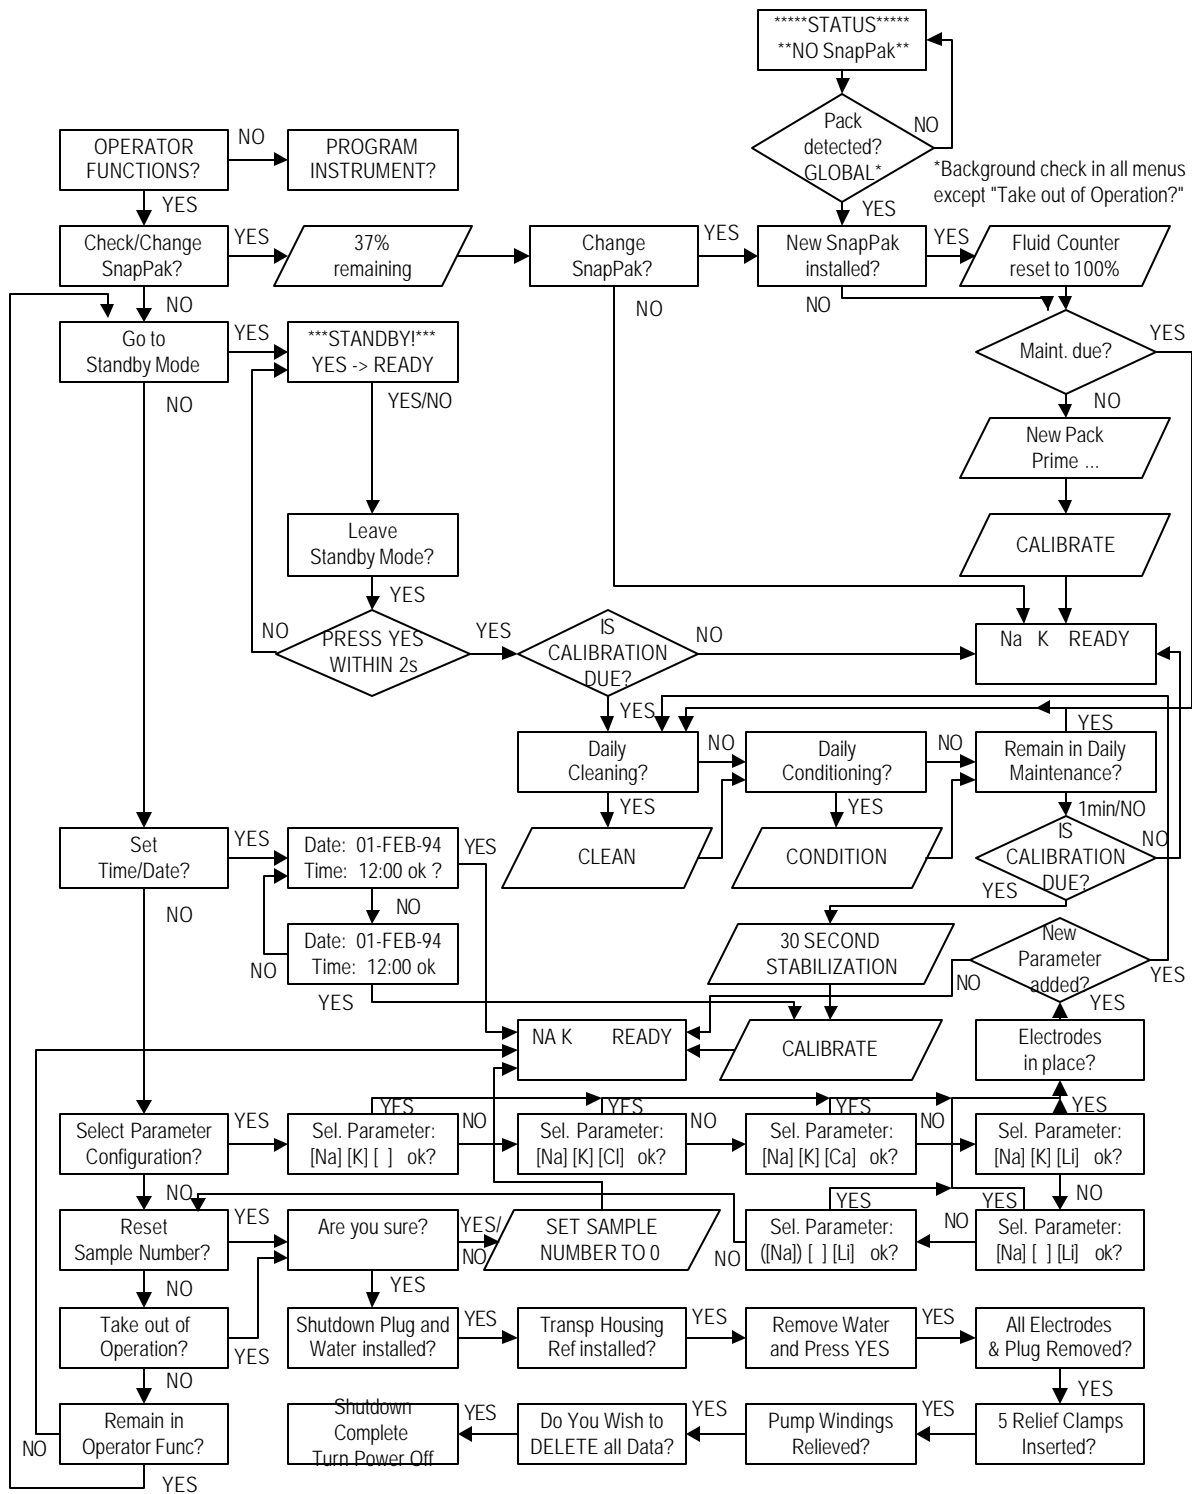 *****STATUS*****
**NO SnapPak**
Pack
detected?
GLOBAL*
NO
*Background check in all menus
except "Take out of Operation?"
YES
OPERATOR
FUNCTIONS?
NO
PROGRAM
INSTRUMENT?
YES
Check/Change
SnapPak?
YES
37%
remaining
Change
SnapPak?
YES
New SnapPak
installed?
YES
Fluid Counter
reset to 100%
NO
NO
NO
Go to
Standby Mode
YES
***STANDBY!***
YES -> READY
Maint. due?
YES
NO
YES/NO
NO
New Pack
Prime ...
Leave
Standby Mode?
CALIBRATE
YES
NO
PRESS YES
WITHIN 2s
YES
IS
CALIBRATION
DUE?
NO
Na K READY
YES
YES
Daily
Cleaning?
NO
Daily
Conditioning?
NO
Remain in Daily
Maintenance?
YES
YES
1min/NO
Set
Time/Date?
YES
Date: 01-FEB-94
Time: 12:00 ok ?
YES
CLEAN
CONDITION
IS
CALIBRATION
DUE?
NO
YES
NO
NO
Date: 01-FEB-94
Time: 12:00 ok
NO
YES
30 SECOND
STABILIZATION
New
Parameter
added?
NO
YES
YES
NA K READY
CALIBRATE
Electrodes
in place?
Select Parameter
Configuration?
YES
Sel. Parameter:
[Na] [K] [ ] ok?
YES
NO
Sel. Parameter:
[Na] [K] [Cl] ok?
YES
NO
Sel. Parameter:
[Na] [K] [Ca] ok?
YES
NO
Sel. Parameter:
[Na] [K] [Li] ok?
YES
NO
NO
YES
YES
Reset
Sample Number?
YES
Are you sure?
YES/
NO
SET SAMPLE
NUMBER TO 0
NO
Sel. Parameter:
([Na]) [ ] [Li] ok?
NO
Sel. Parameter:
[Na] [ ] [Li] ok?
NO
YES
Take out of
Operation?
YES
Shutdown Plug and
Water installed?
YES
Transp Housing
Ref installed?
YES
Remove Water
and Press YES
YES
All Electrodes
& Plug Removed?
NO
YES
Remain in
Operator Func?
NO
YES
Shutdown
Complete
Turn Power Off
YES
Do You Wish to
DELETE all Data?
YES
Pump Windings
Relieved?
YES
5 Relief Clamps
Inserted?